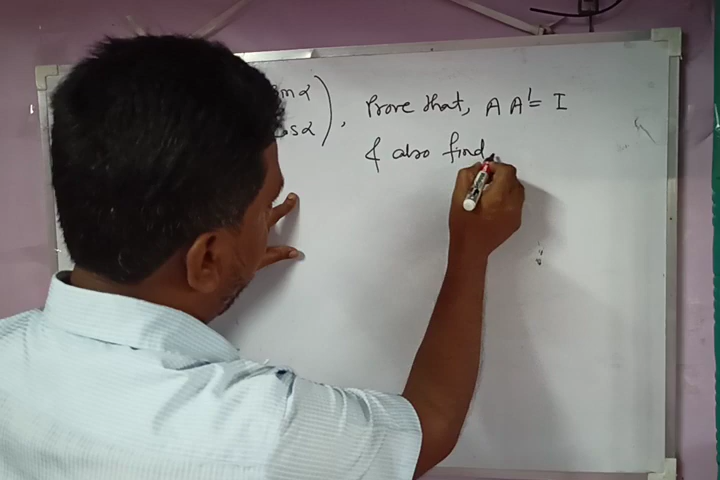 α), Prove that, A A' = I
α)
& also find